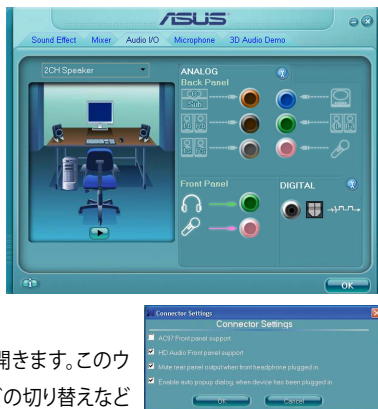 ASUS
Sound Effect Mixer Audio I/O Microphone 3D Audio Demo
2CH Speaker
ANALOG
Back Panel
Sub
Front Panel
DIGITAL
OK
Connector Settings
Connector Settings
AC97 Front panel support
HD Audio Front panel support
Mute rear panel output when front headphone plugged in.
Enable auto popup dialog, when device has been plugged in
OK Cancel
開きます。このウ
の切り替えなど